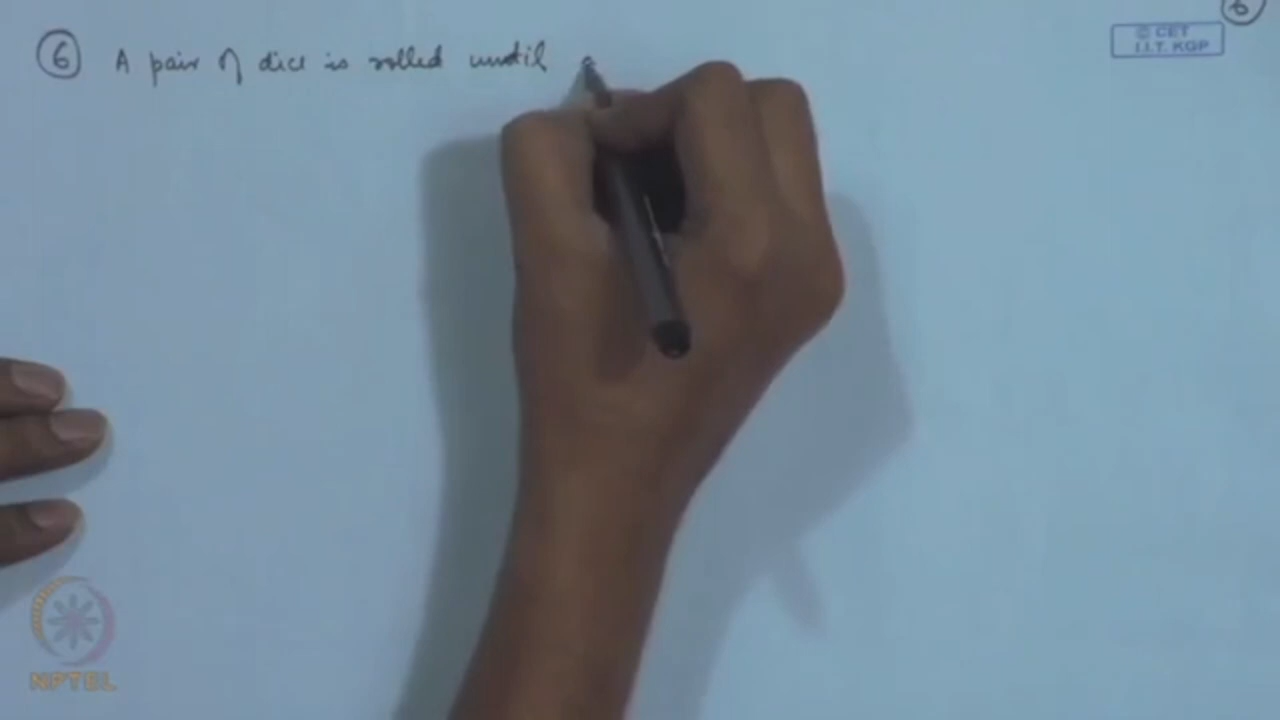 6
© CET
I.I.T. KGP
6 A pair of dice is rolled until a
NPTEL